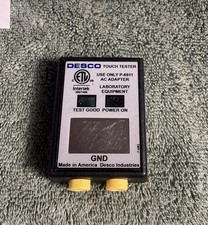 DESCO TOUCH TESTER
ETL
Intertek
USE ONLY P-6911
AC ADAPTER
LABORATORY
EQUIPMENT
TEST GOOD POWER ON
GND
Made in America Desco Industries